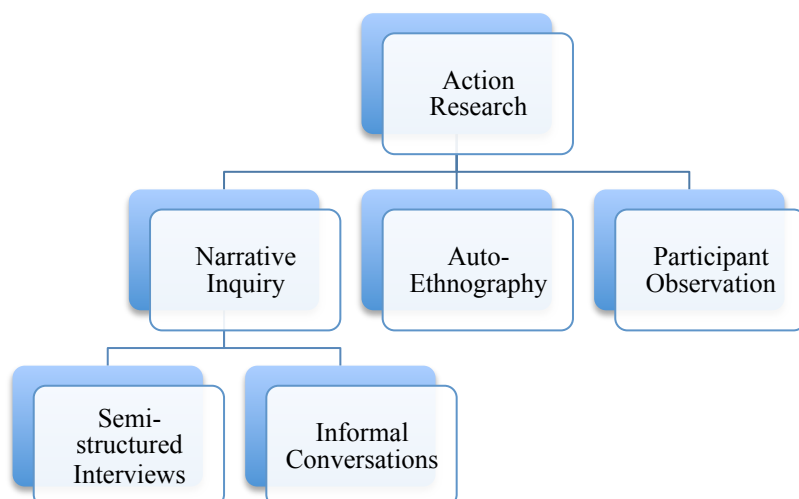 Action
Research
Narrative
Inquiry
Auto-
Ethnography
Participant
Observation
Semi-
structured
Interviews
Informal
Conversations